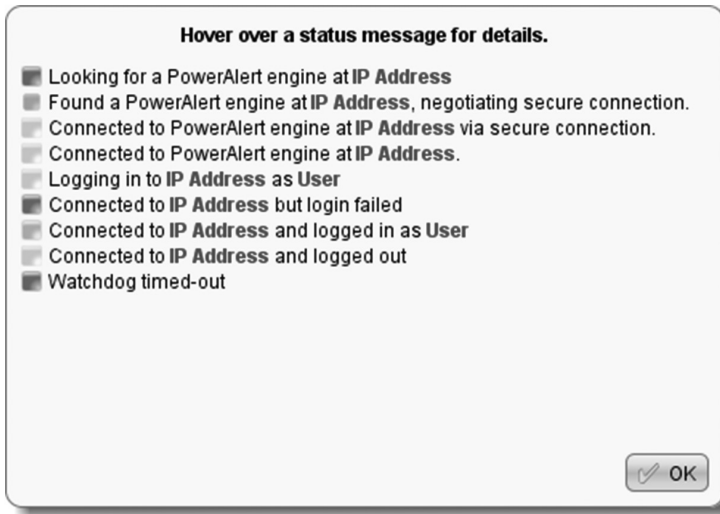 Hover over a status message for details.
Looking for a PowerAlert engine at IP Address
Found a PowerAlert engine at IP Address, negotiating secure connection.
Connected to PowerAlert engine at IP Address via secure connection.
Connected to PowerAlert engine at IP Address.
Logging in to IP Address as User
Connected to IP Address but login failed
Connected to IP Address and logged in as User
Connected to IP Address and logged out
Watchdog timed-out
OK